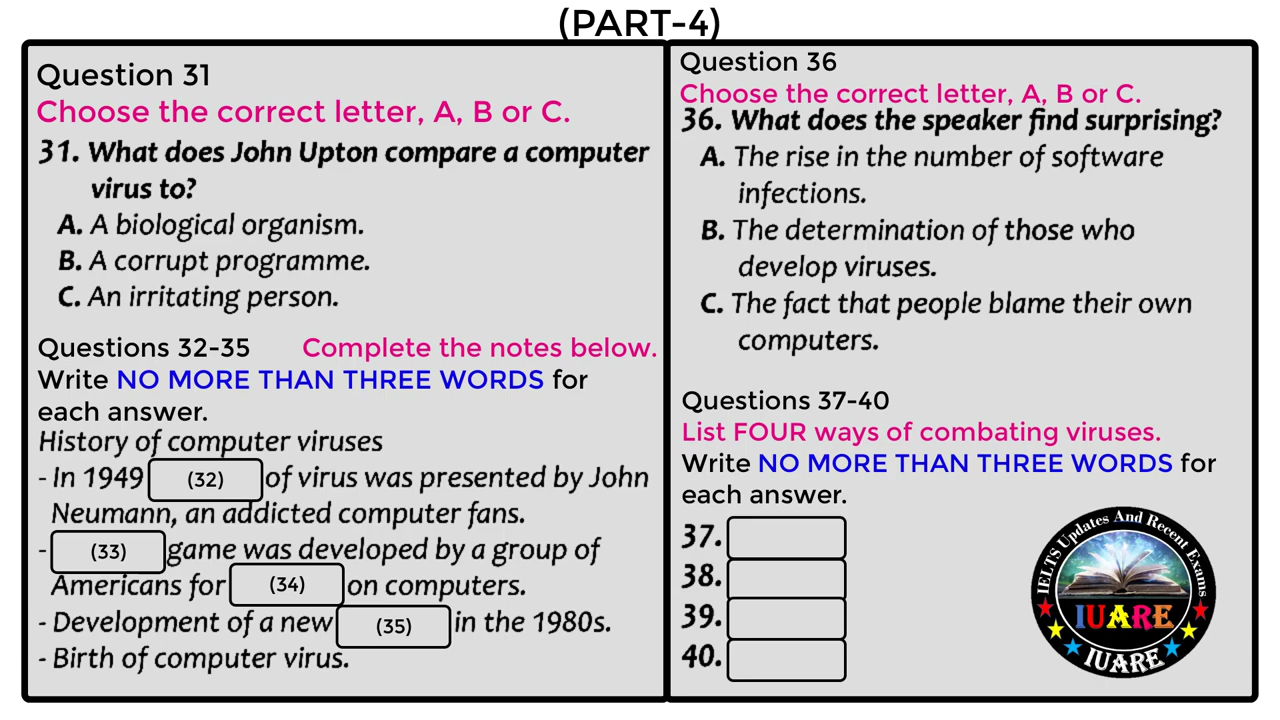 (PART-4)
Question 31
Choose the correct letter, A, B or C.
31. What does John Upton compare a computer
virus to?
A. A biological organism.
B. A corrupt programme.
C. An irritating person.
Questions 32-35 Complete the notes below.
Write NO MORE THAN THREE WORDS for
each answer.
History of computer viruses
- In 1949 (32) of virus was presented by John
Neumann, an addicted computer fans.
- (33) game was developed by a group of
Americans for (34) on computers.
- Development of a new (35) in the 1980s.
- Birth of computer virus.
Question 36
Choose the correct letter, A, B or C.
36. What does the speaker find surprising?
A. The rise in the number of software
infections.
B. The determination of those who
develop viruses.
C. The fact that people blame their own
computers.
Questions 37-40
List FOUR ways of combating viruses.
Write NO MORE THAN THREE WORDS for
each answer.
37.
38.
39.
40.
IELTS Updates And Recent Exams
IUARE
IUARE